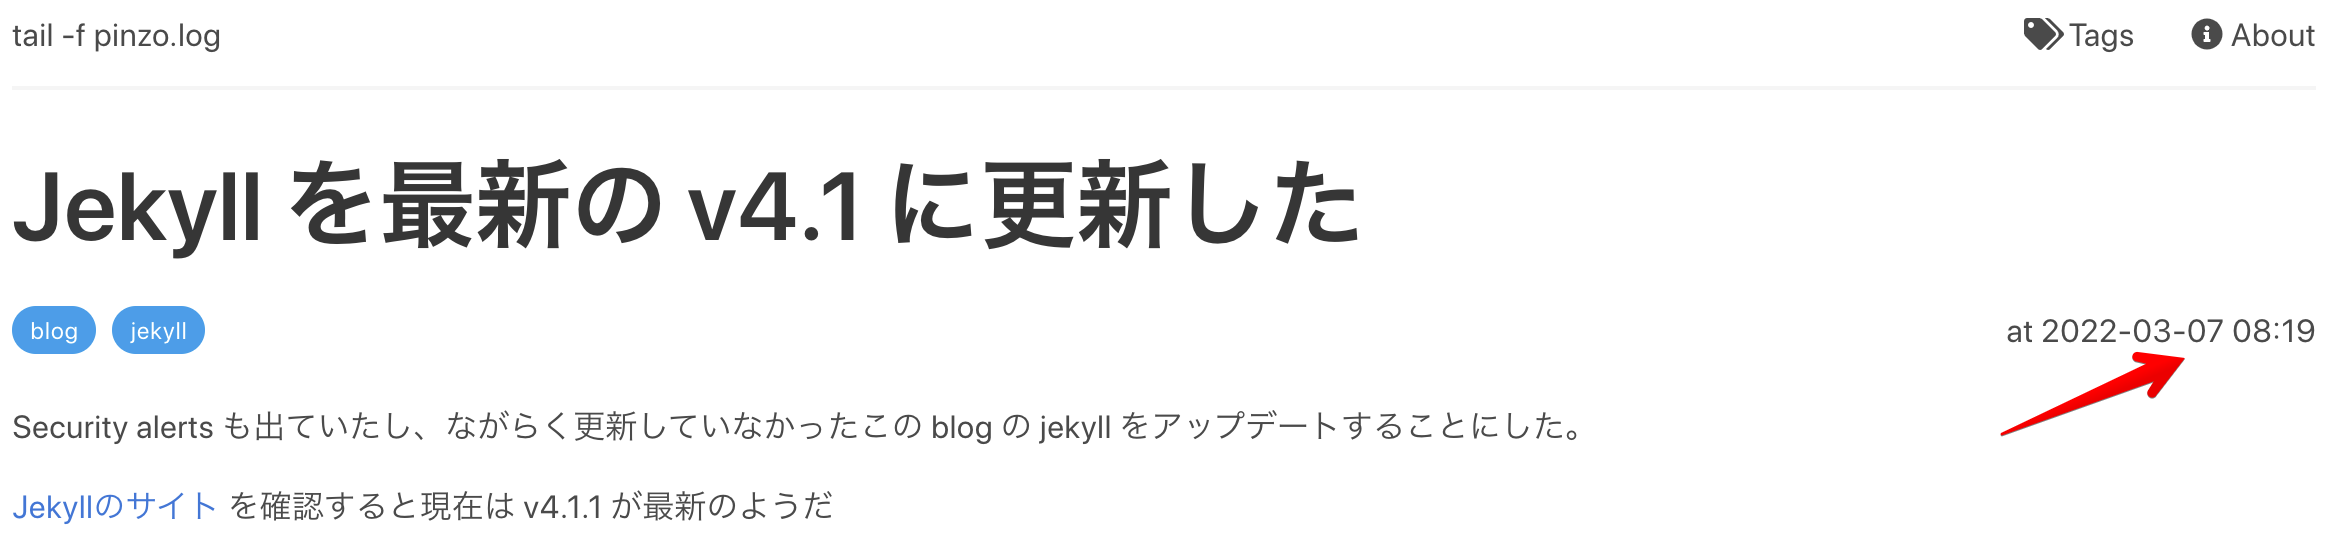 tail -f pinzo.log Tags About
Jekyll を最新の v4.1 に更新した
blog jekyll at 2022-03-07 08:19
Security alerts も出ていたし、ながらく更新していなかったこの blog の jekyll をアップデートすることにした。
Jekyllのサイト を確認すると現在は v4.1.1 が最新のようだ